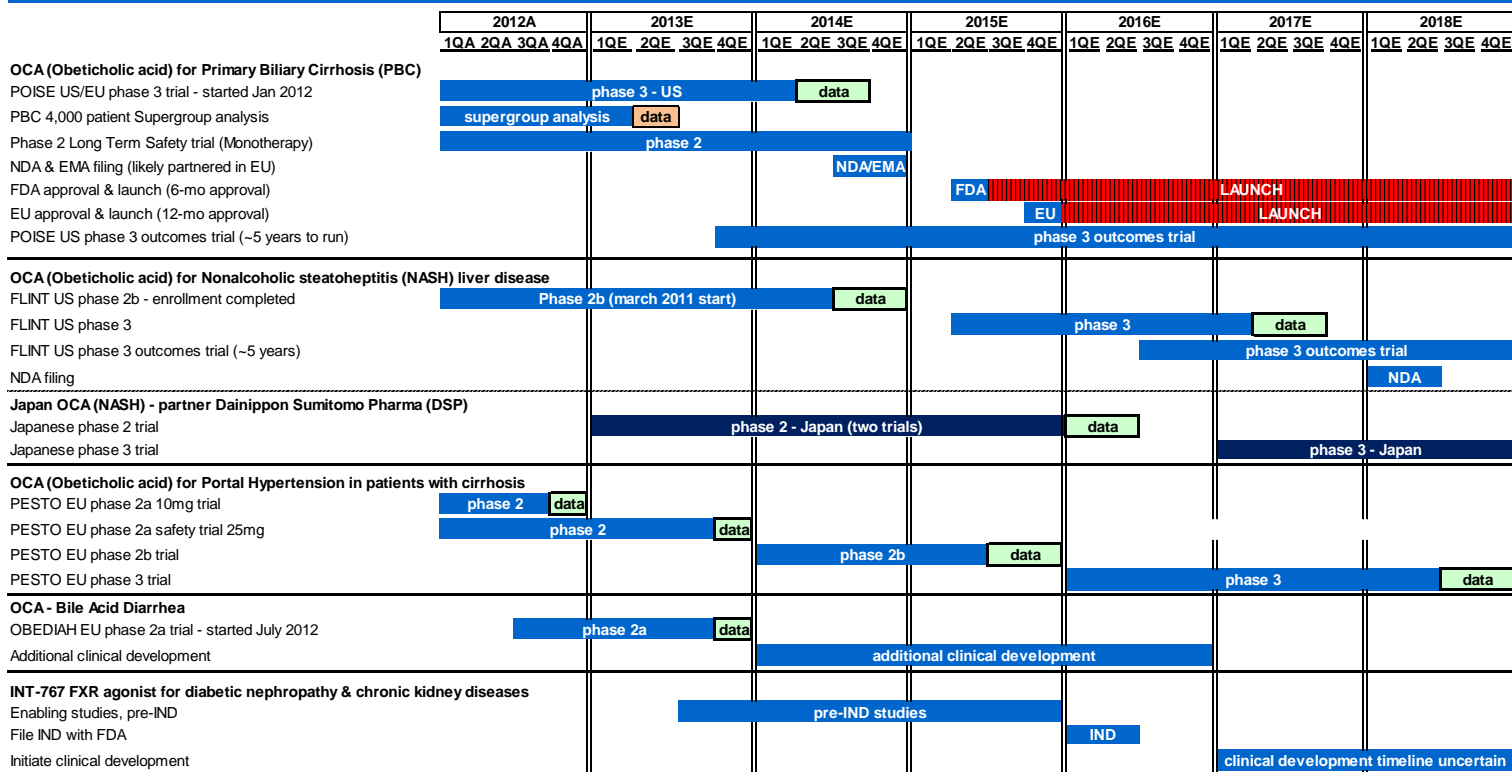 2012A 2013E 2014E 2015E 2016E 2017E 2018E
1QA 2QA 3QA 4QA 1QE 2QE 3QE 4QE 1QE 2QE 3QE 4QE 1QE 2QE 3QE 4QE 1QE 2QE 3QE 4QE 1QE 2QE 3QE 4QE 1QE 2QE 3QE 4QE
OCA (Obeticholic acid) for Primary Biliary Cirrhosis (PBC)
POISE US/EU phase 3 trial - started Jan 2012 phase 3 - US data
PBC 4,000 patient Supergroup analysis supergroup analysis data
Phase 2 Long Term Safety trial (Monotherapy) phase 2
NDA & EMA filing (likely partnered in EU) NDA/EMA
FDA approval & launch (6-mo approval) FDA LAUNCH
EU approval & launch (12-mo approval) EU LAUNCH
POISE US phase 3 outcomes trial (~5 years to run) phase 3 outcomes trial
OCA (Obeticholic acid) for Nonalcoholic steatoheptitis (NASH) liver disease
FLINT US phase 2b - enrollment completed Phase 2b (march 2011 start) data
FLINT US phase 3 phase 3 data
FLINT US phase 3 outcomes trial (~5 years) phase 3 outcomes trial
NDA filing NDA
Japan OCA (NASH) - partner Dainippon Sumitomo Pharma (DSP)
Japanese phase 2 trial phase 2 - Japan (two trials) data
Japanese phase 3 trial phase 3 - Japan
OCA (Obeticholic acid) for Portal Hypertension in patients with cirrhosis
PESTO EU phase 2a 10mg trial phase 2 data
PESTO EU phase 2a safety trial 25mg phase 2 data
PESTO EU phase 2b trial phase 2b data
PESTO EU phase 3 trial phase 3 data
OCA - Bile Acid Diarrhea
OBEDIAH EU phase 2a trial - started July 2012 phase 2a data
Additional clinical development additional clinical development
INT-767 FXR agonist for diabetic nephropathy & chronic kidney diseases
Enabling studies, pre-IND pre-IND studies
File IND with FDA IND
Initiate clinical development clinical development timeline uncertain